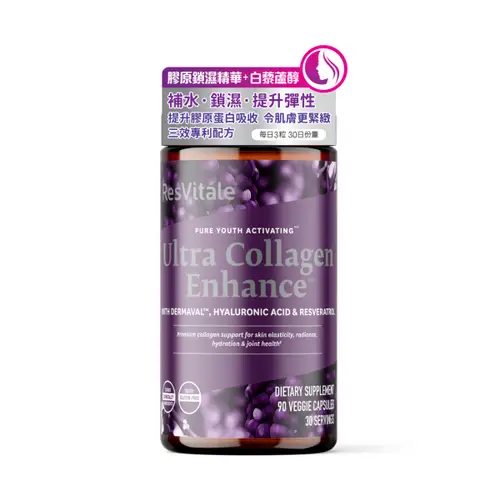 膠原鎖濕精華+白藜蘆醇
補水·鎖濕·提升彈性
提升膠原蛋白吸收 令肌膚更緊緻
三效專利配方
每日3粒 30日份量
ResVitále
PURE YOUTH ACTIVATING™
Ultra Collagen
Enhance™
WITH DERMAVAL™, HYALURONIC ACID & RESVERATROL
Premium collagen support for skin elasticity, radiance,
hydration & joint health‡
DIETARY SUPPLEMENT
90 VEGGIE CAPSULES
30 SERVINGS